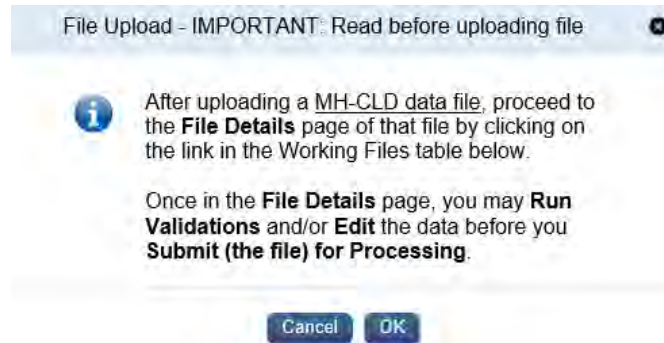 File Upload - IMPORTANT: Read before uploading file
After uploading a MH-CLD data file, proceed to
the File Details page of that file by clicking on
the link in the Working Files table below.
Once in the File Details page, you may Run
Validations and/or Edit the data before you
Submit (the file) for Processing.
Cancel OK